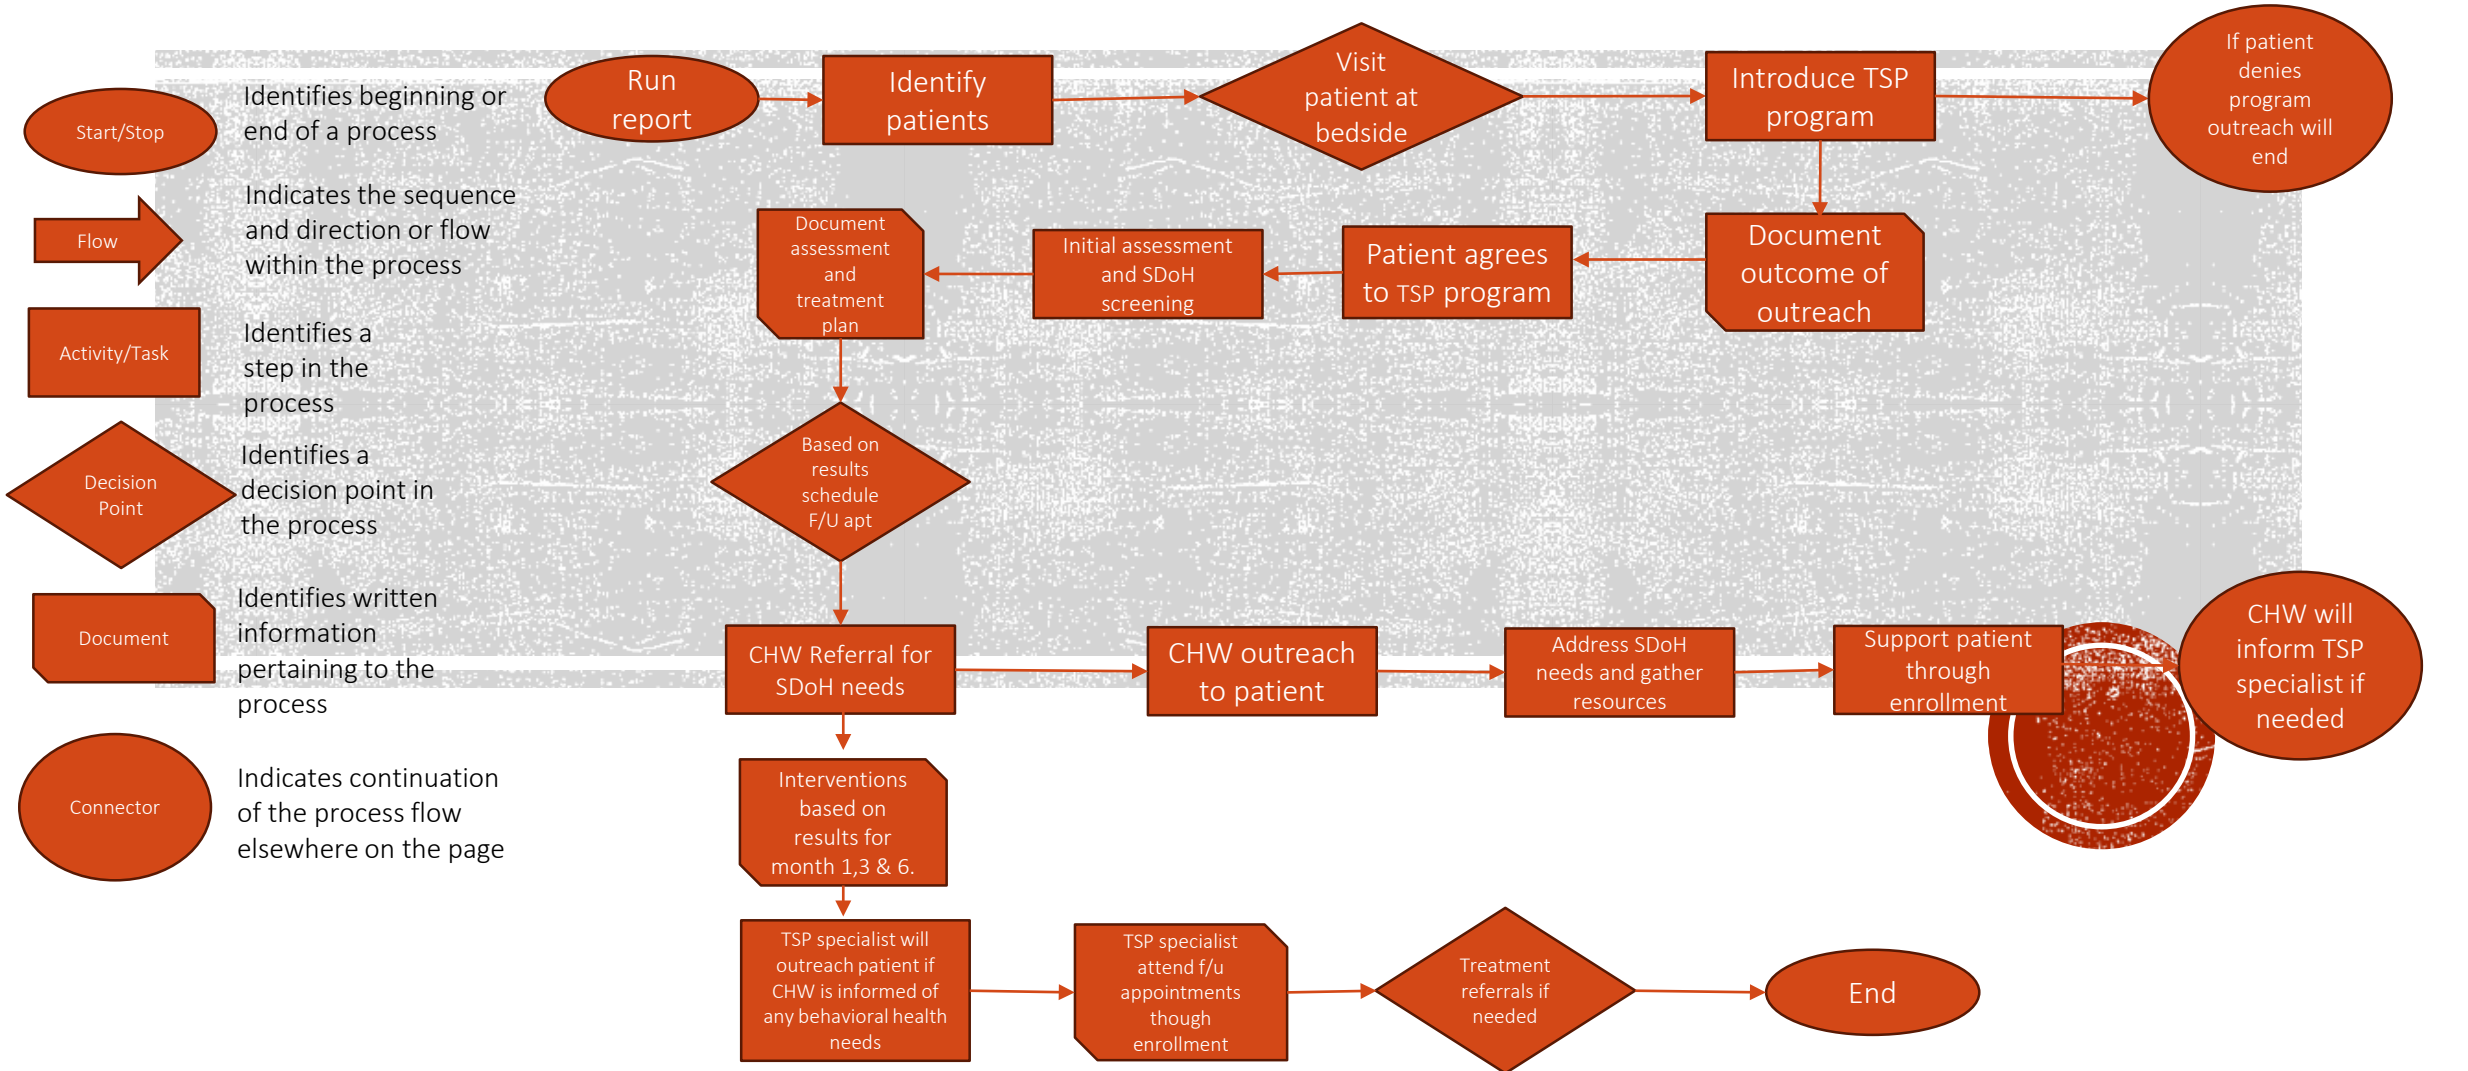 Start/Stop
Identifies beginning or
end of a process
Flow
Indicates the sequence
and direction or flow
within the process
Activity/Task
Identifies a
step in the
process
Decision
Point
Identifies a
decision point in
the process
Document
Identifies written
information
pertaining to the
process
Connector
Indicates continuation
of the process flow
elsewhere on the page
Run
report
Identify
patients
Visit
patient at
bedside
Introduce TSP
program
If patient
denies
program
outreach will
end
Document
outcome of
outreach
Patient agrees
to TSP program
Initial assessment
and SDoH
screening
Document
assessment
and
treatment
plan
Based on
results
schedule
F/U apt
CHW Referral for
SDoH needs
CHW outreach
to patient
Address SDoH
needs and gather
resources
Support patient
through
enrollment
CHW will
inform TSP
specialist if
needed
Interventions
based on
results for
month 1,3 & 6.
TSP specialist will
outreach patient if
CHW is informed of
any behavioral health
needs
TSP specialist
attend f/u
appointments
though
enrollment
Treatment
referrals if
needed
End